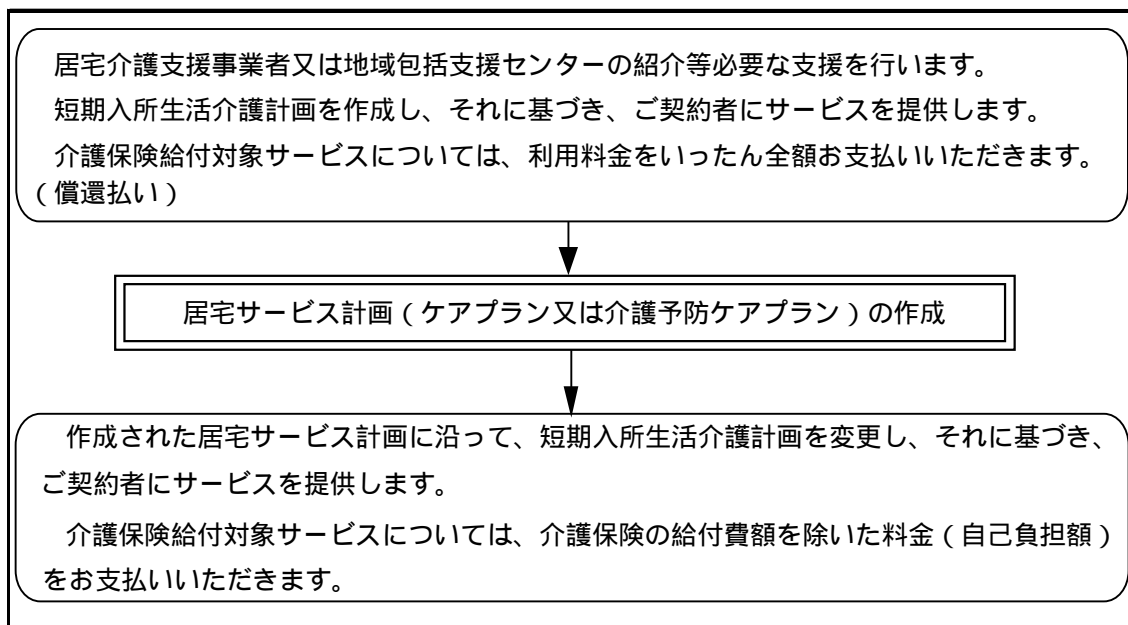 居宅介護支援事業者又は地域包括支援センターの紹介等必要な支援を行います。
短期入所生活介護計画を作成し、それに基づき、ご契約者にサービスを提供します。
介護保険給付対象サービスについては、利用料金をいったん全額お支払いいただきます。
(償還払い)
居宅サービス計画(ケアプラン又は介護予防ケアプラン)の作成
作成された居宅サービス計画に沿って、短期入所生活介護計画を変更し、それに基づき、
ご契約者にサービスを提供します。
介護保険給付対象サービスについては、介護保険の給付費額を除いた料金(自己負担額)
をお支払いいただきます。